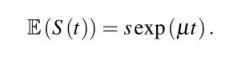 𝔼(S(t)) = s exp(μt).